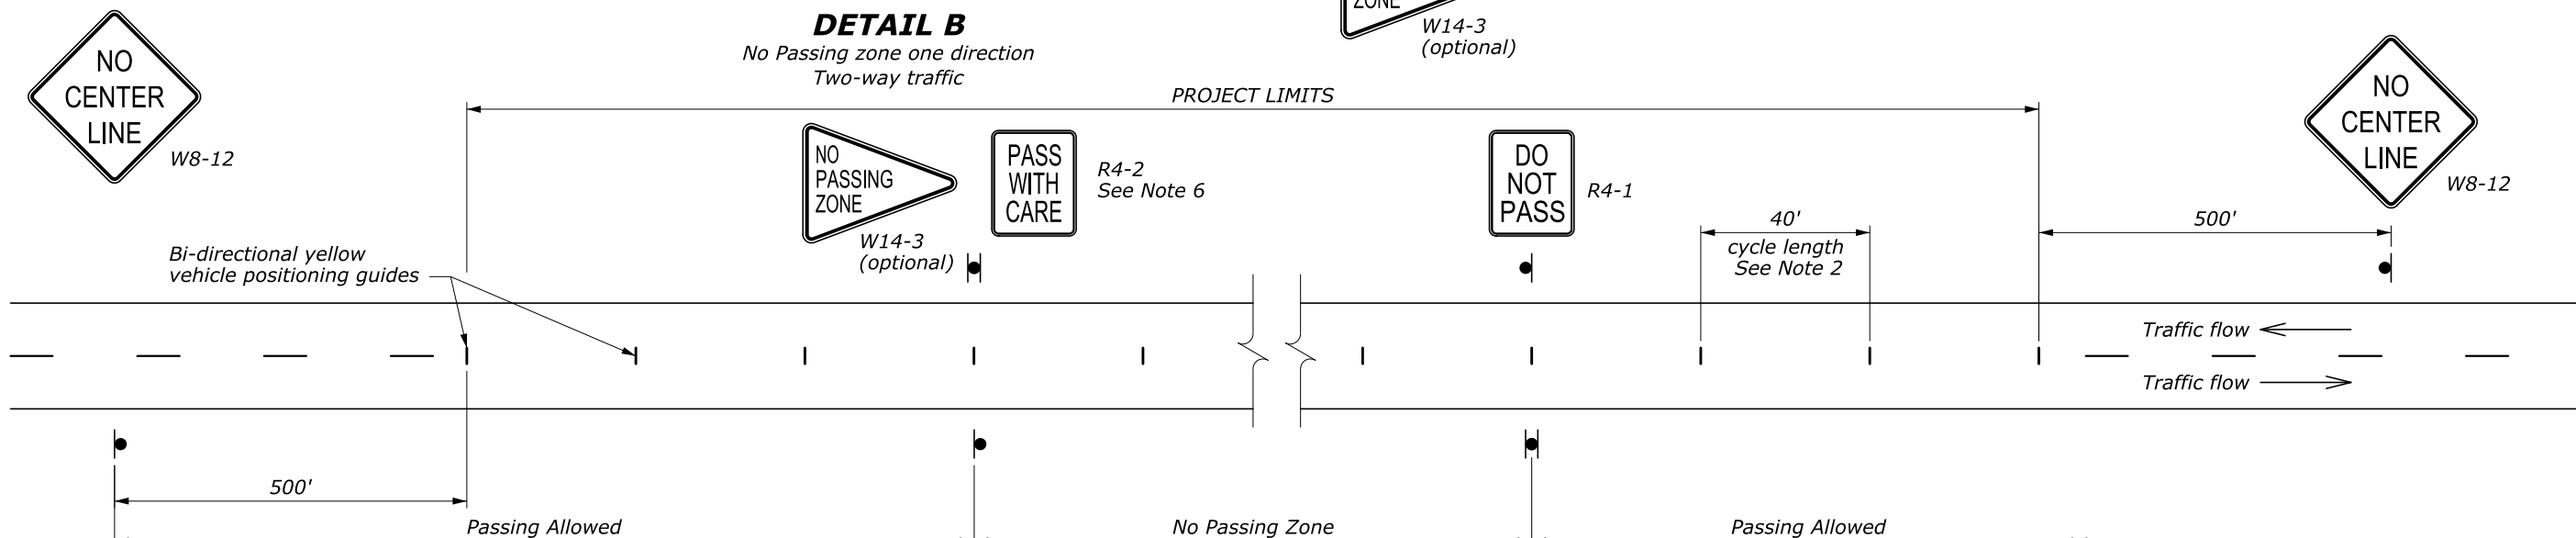 ZONE
W14-3
(optional)
DETAIL B
No Passing zone one direction
Two-way traffic
NO
CENTER
LINE
W8-12
PROJECT LIMITS
NO
CENTER
LINE
W8-12
NO
PASSING
ZONE
W14-3
(optional)
PASS
WITH
CARE
R4-2
See Note 6
DO
NOT
PASS
R4-1
40'
cycle length
See Note 2
500'
Bi-directional yellow
vehicle positioning guides
Traffic flow
Traffic flow
500'
Passing Allowed
No Passing Zone
Passing Allowed